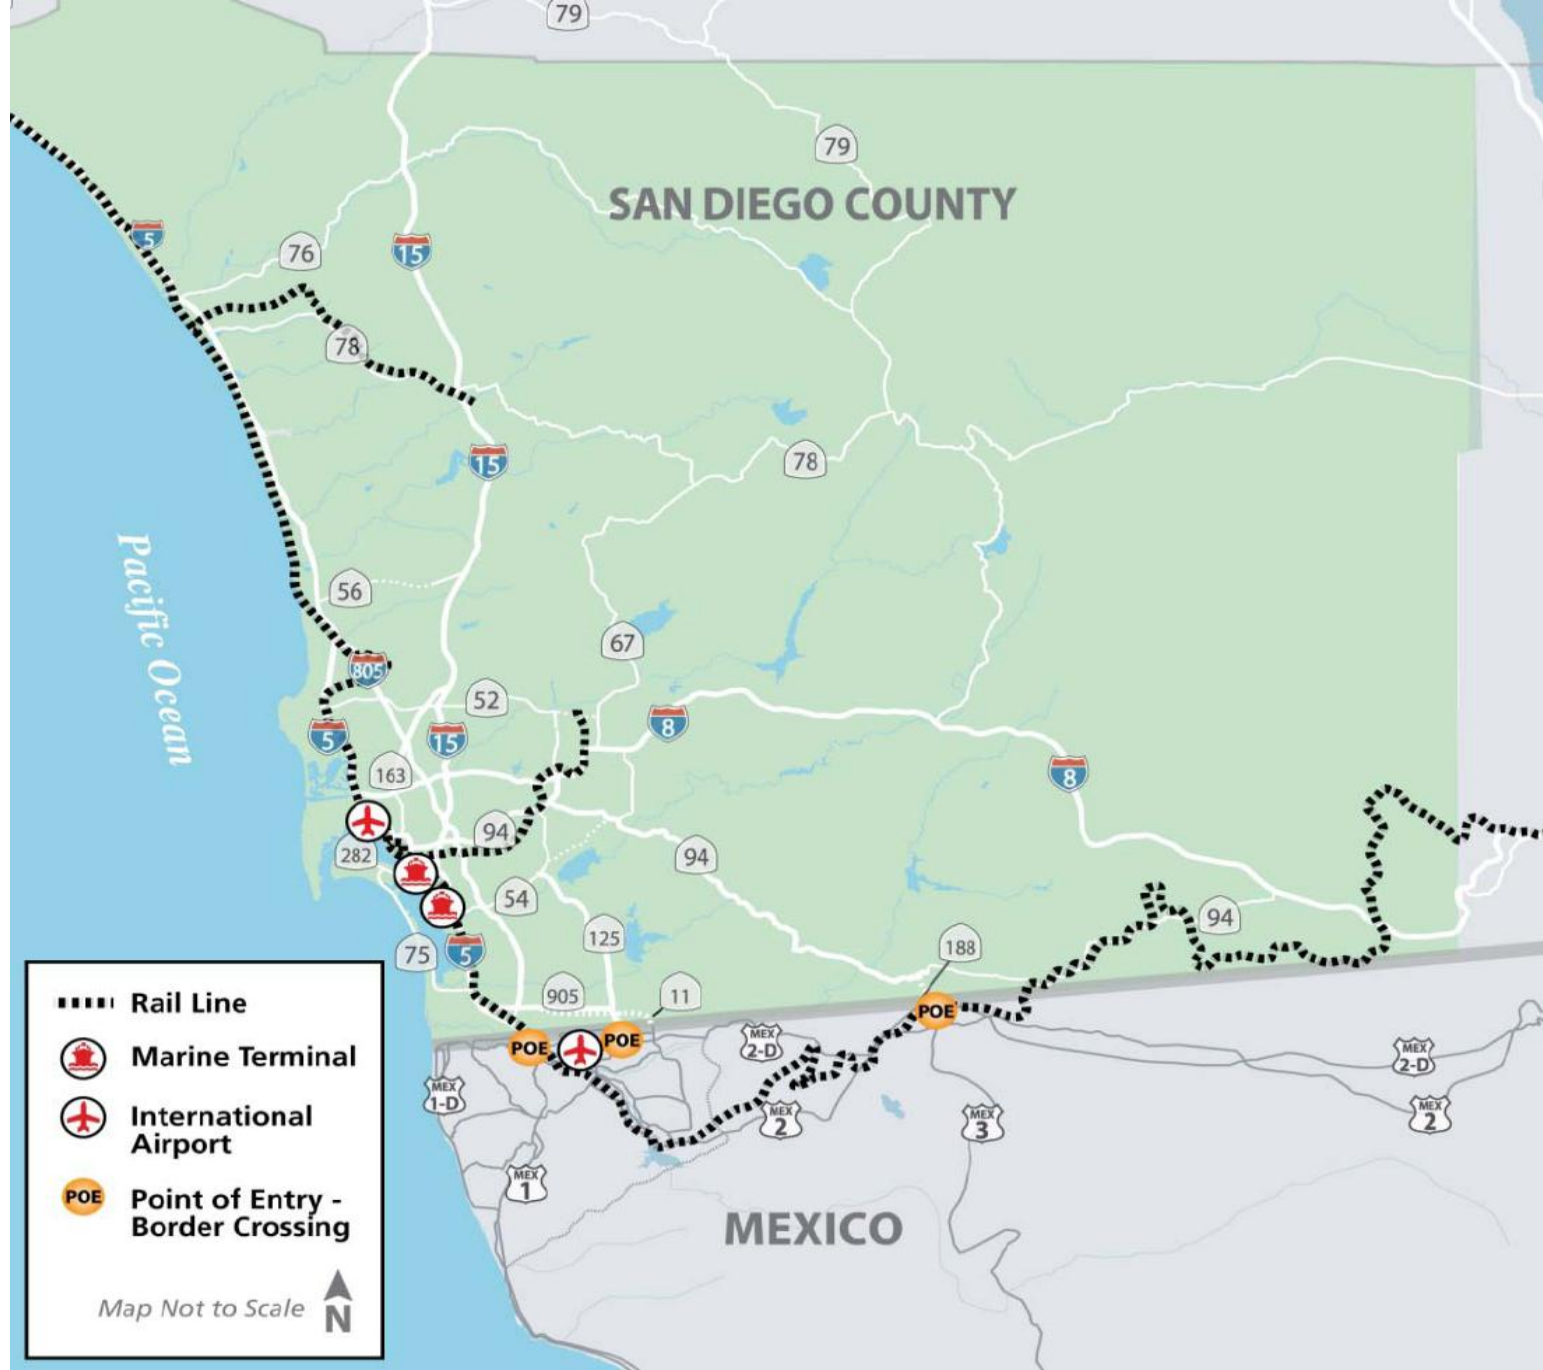 79
79
SAN DIEGO COUNTY
5
76
15
78
15
78
Pacific Ocean
56
67
805
52
5
15
8
163
8
94
282
94
54
94
125
188
75
5
905
11
POE
POE
POE
MEX
2-D
MEX
2-D
MEX
1-D
MEX
2
MEX
3
MEX
2
MEX
1
MEXICO
Rail Line
Marine Terminal
International
Airport
POE
Point of Entry -
Border Crossing
Map Not to Scale
N